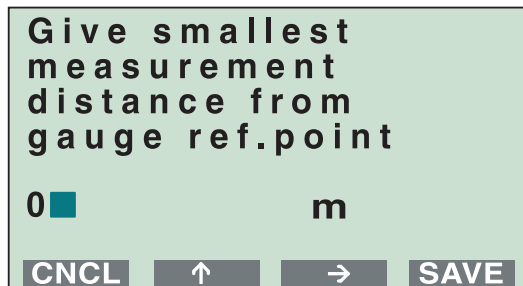 Give smallest
measurement
distance from
gauge ref.point
0 m
CNCL ↑ → SAVE